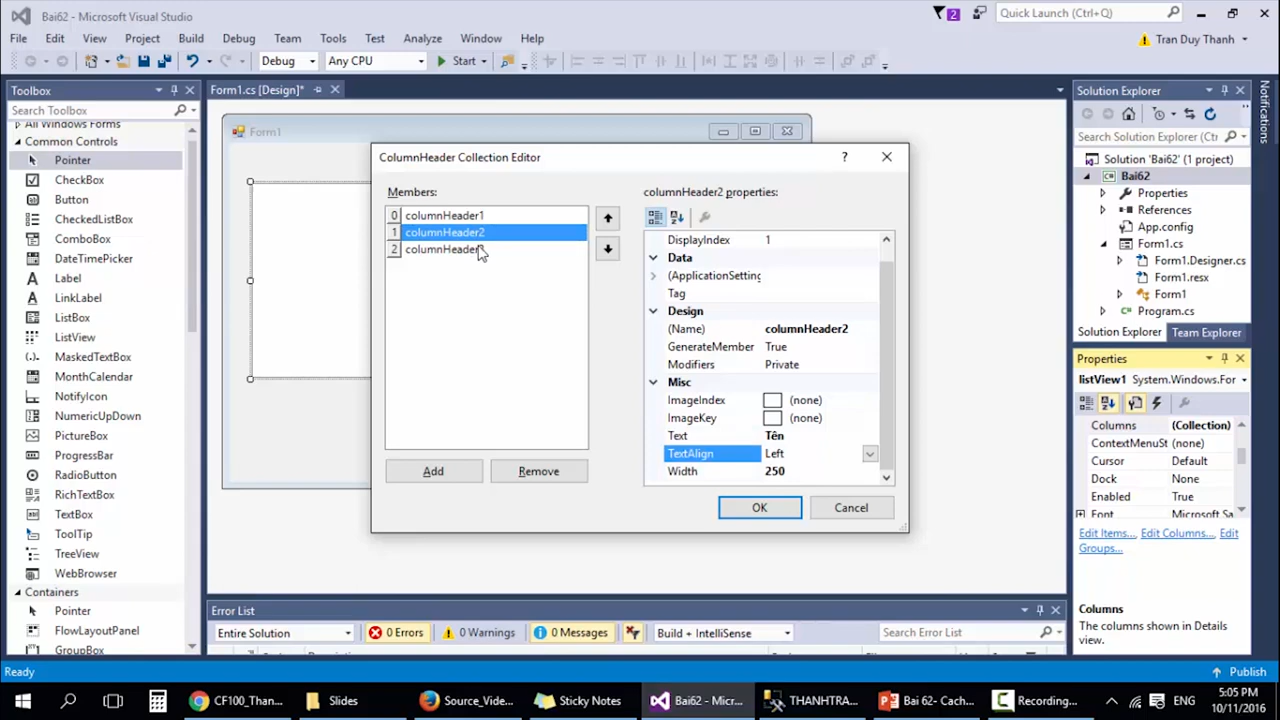 Bai62 - Microsoft Visual Studio
2
Quick Launch (Ctrl+Q)
File Edit View Project Build Debug Team Tools Test Analyze Window Help
Tran Duy Thanh
Debug Any CPU Start
Toolbox
Form1.cs [Design]*
Solution Explorer
Notifications
Search Toolbox
All Windows Forms
Common Controls
Pointer
CheckBox
Button
CheckedListBox
ComboBox
DateTimePicker
Label
LinkLabel
ListBox
ListView
MaskedTextBox
MonthCalendar
NotifyIcon
NumericUpDown
PictureBox
ProgressBar
RadioButton
RichTextBox
TextBox
ToolTip
TreeView
WebBrowser
Containers
Pointer
FlowLayoutPanel
GroupBox
Form1
ColumnHeader Collection Editor
Members:
0 columnHeader1
1 columnHeader2
2 columnHeader
Add
Remove
columnHeader2 properties:
DisplayIndex 1
Data
(ApplicationSetting
Tag
Design
(Name) columnHeader2
GenerateMember True
Modifiers Private
Misc
ImageIndex (none)
ImageKey (none)
Text Tên
TextAlign Left
Width 250
OK
Cancel
Search Solution Explorer (Ctrl
Solution 'Bai62' (1 project)
Bai62
Properties
References
App.config
Form1.cs
Form1.Designer.cs
Form1.resx
Form1
Program.cs
Solution Explorer Team Explorer
Properties
listView1 System.Windows.For
Columns (Collection)
ContextMenuSt (none)
Cursor Default
Dock None
Enabled True
Font Microsoft Sa
Edit Items..., Edit Columns..., Edit
Groups...
Columns
The columns shown in Details
view.
Error List
Entire Solution
0 Errors
0 Warnings
0 Messages
Build + IntelliSense
Search Error List
Ready
Publish
CF100_Than...
Slides
Source_Vide...
Sticky Notes
Bai62 - Micr...
THANHTRA...
Bai 62- Cach...
Recording...
ENG
5:05 PM
10/11/2016